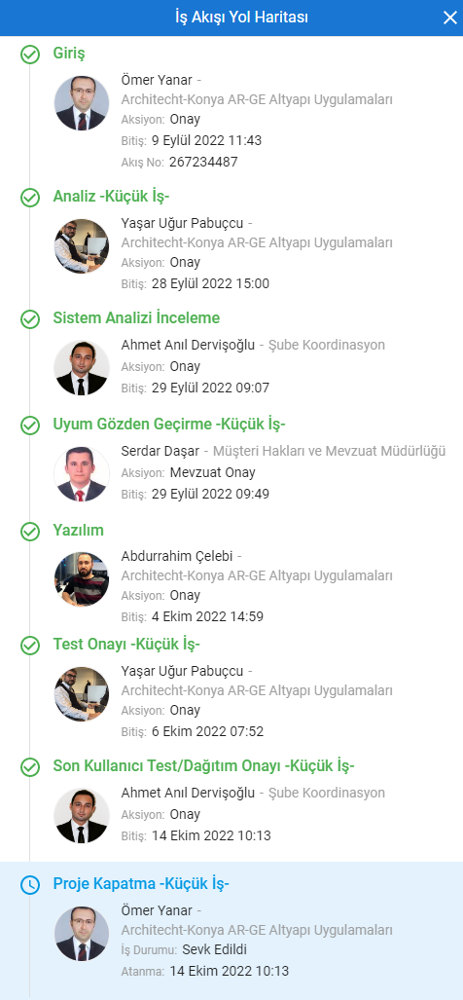 İş Akışı Yol Haritası
Giriş
Ömer Yanar -
Architecht-Konya AR-GE Altyapı Uygulamaları
Aksiyon: Onay
Bitiş: 9 Eylül 2022 11:43
Akış No: 267234487
Analiz -Küçük İş-
Yaşar Uğur Pabuçcu -
Architecht-Konya AR-GE Altyapı Uygulamaları
Aksiyon: Onay
Bitiş: 28 Eylül 2022 15:00
Sistem Analizi İnceleme
Ahmet Anıl Dervişoğlu - Şube Koordinasyon
Aksiyon: Onay
Bitiş: 29 Eylül 2022 09:07
Uyum Gözden Geçirme -Küçük İş-
Serdar Daşar - Müşteri Hakları ve Mevzuat Müdürlüğü
Aksiyon: Mevzuat Onay
Bitiş: 29 Eylül 2022 09:49
Yazılım
Abdurrahim Çelebi -
Architecht-Konya AR-GE Altyapı Uygulamaları
Aksiyon: Onay
Bitiş: 4 Ekim 2022 14:59
Test Onayı -Küçük İş-
Yaşar Uğur Pabuçcu -
Architecht-Konya AR-GE Altyapı Uygulamaları
Aksiyon: Onay
Bitiş: 6 Ekim 2022 07:52
Son Kullanıcı Test/Dağıtım Onayı -Küçük İş-
Ahmet Anıl Dervişoğlu - Şube Koordinasyon
Aksiyon: Onay
Bitiş: 14 Ekim 2022 10:13
Proje Kapatma -Küçük İş-
Ömer Yanar -
Architecht-Konya AR-GE Altyapı Uygulamaları
İş Durumu: Sevk Edildi
Atanma: 14 Ekim 2022 10:13